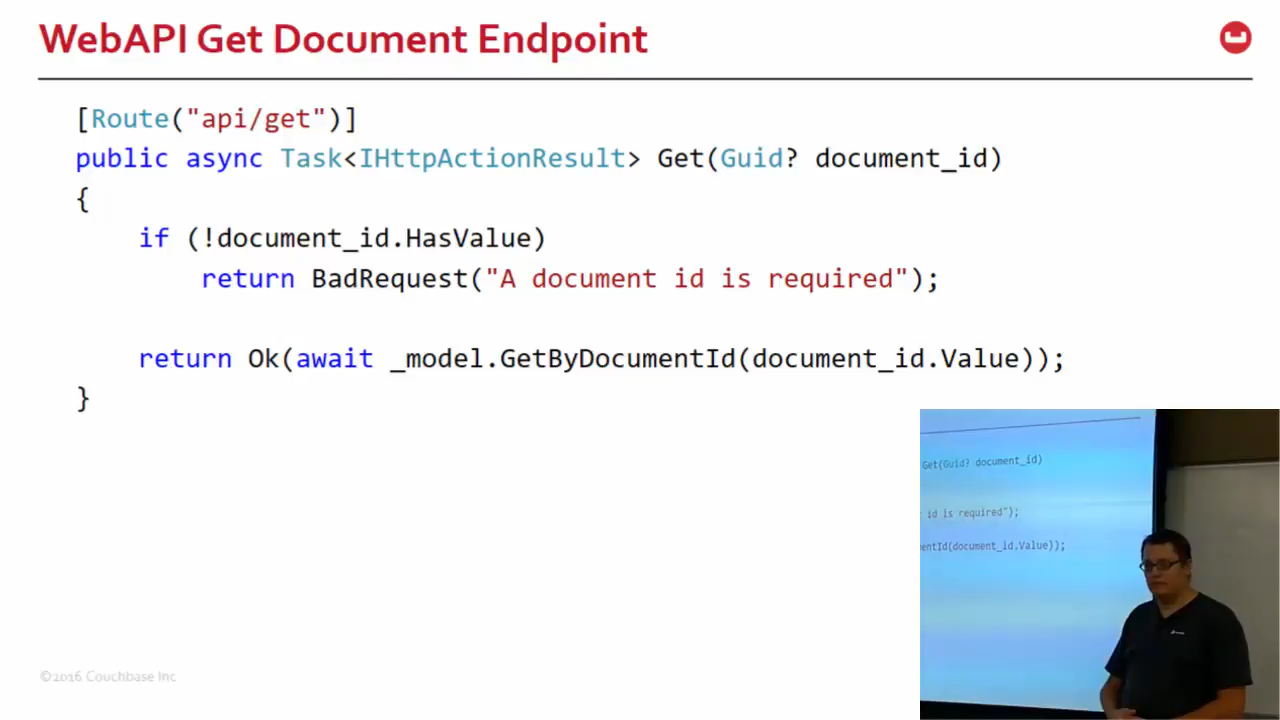 WebAPI Get Document Endpoint
[Route("api/get")]
public async Task<IHttpActionResult> Get(Guid? document_id)
{
if (!document_id.HasValue)
return BadRequest("A document id is required");
return Ok(await _model.GetByDocumentId(document_id.Value));
}
Get(Guid? document_id)
id is required");
entId(document_id.Value));
©2016 Couchbase Inc